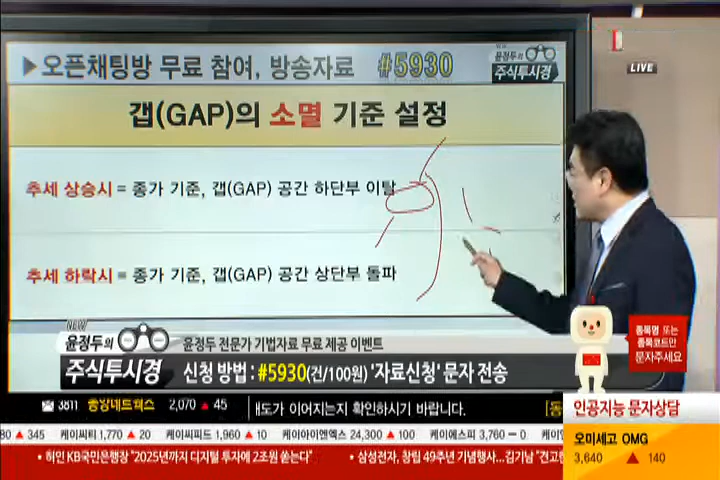 ▶오픈채팅방 무료 참여, 방송자료 #5930
윤정두의
주식투시경
LIVE
갭(GAP)의 소멸 기준 설정
추세 상승시 = 종가 기준, 갭(GAP) 공간 하단부 이탈
추세 하락시 = 종가 기준, 갭(GAP) 공간 상단부 돌파
NEW
윤정두의
주식투시경
윤정두 전문가 기법자료 무료 제공 이벤트
신청 방법 : #5930(건/100원) '자료신청' 문자 전송
종목명 또는
종목코드만
문자주세요
인공지능 문자상담
3811 중앙네트웍스 2,070 ▲ 45
태도가 이어지는지 확인하시기 바랍니다.
오미세고 OMG
3,640 ▲ 140
80 ▲ 345 케이씨티 1,770 ▲ 20 케이씨피드 1,960 ▲ 10 케이아이엔엑스 24,300 ▲ 100 케이에스피 3,760 − 0 케이엔
• 허인 KB국민은행장 "2025년까지 디지털 투자에 2조원 쏟는다" • 삼성전자, 창립 49주년 기념행사...김기남 "견고한